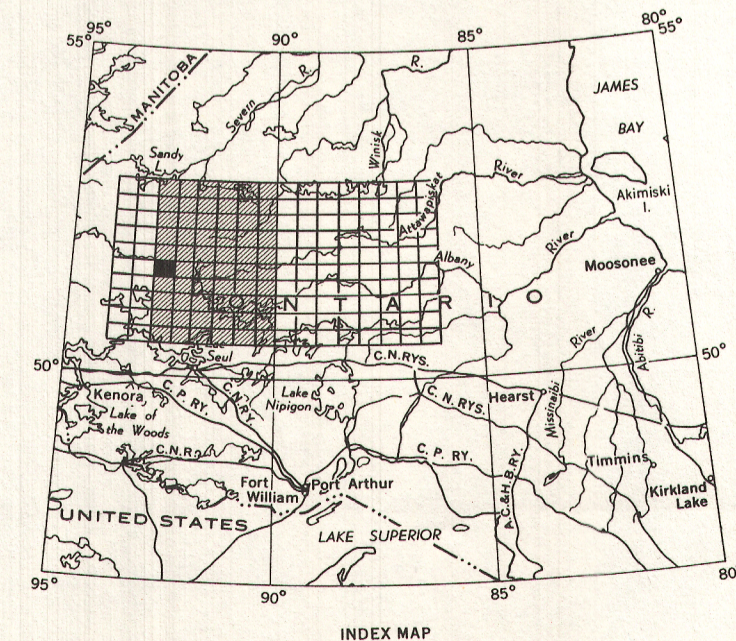 95°
55°
90°
85°
80°
55°
MANITOBA
Severn
R.
R.
JAMES
BAY
Sandy
L.
Winisk
River
Attawapiskat
Akimiski
I.
River
Albany
Moosonee
ONTARIO
River
Abitibi
R.
Lac
Seul
C.N.RYS.
50°
50°
Kenora
C.P.RY.
C.N.RY.
Lake
Nipigon
C.N.RYS.
Hearst
Missinaibi
Lake of
the Woods
C.N.R.
C.P.RY.
A.C.&H.B.RY.
Timmins
Fort
William
Port Arthur
Kirkland
Lake
UNITED STATES
LAKE SUPERIOR
95°
90°
85°
80
INDEX MAP